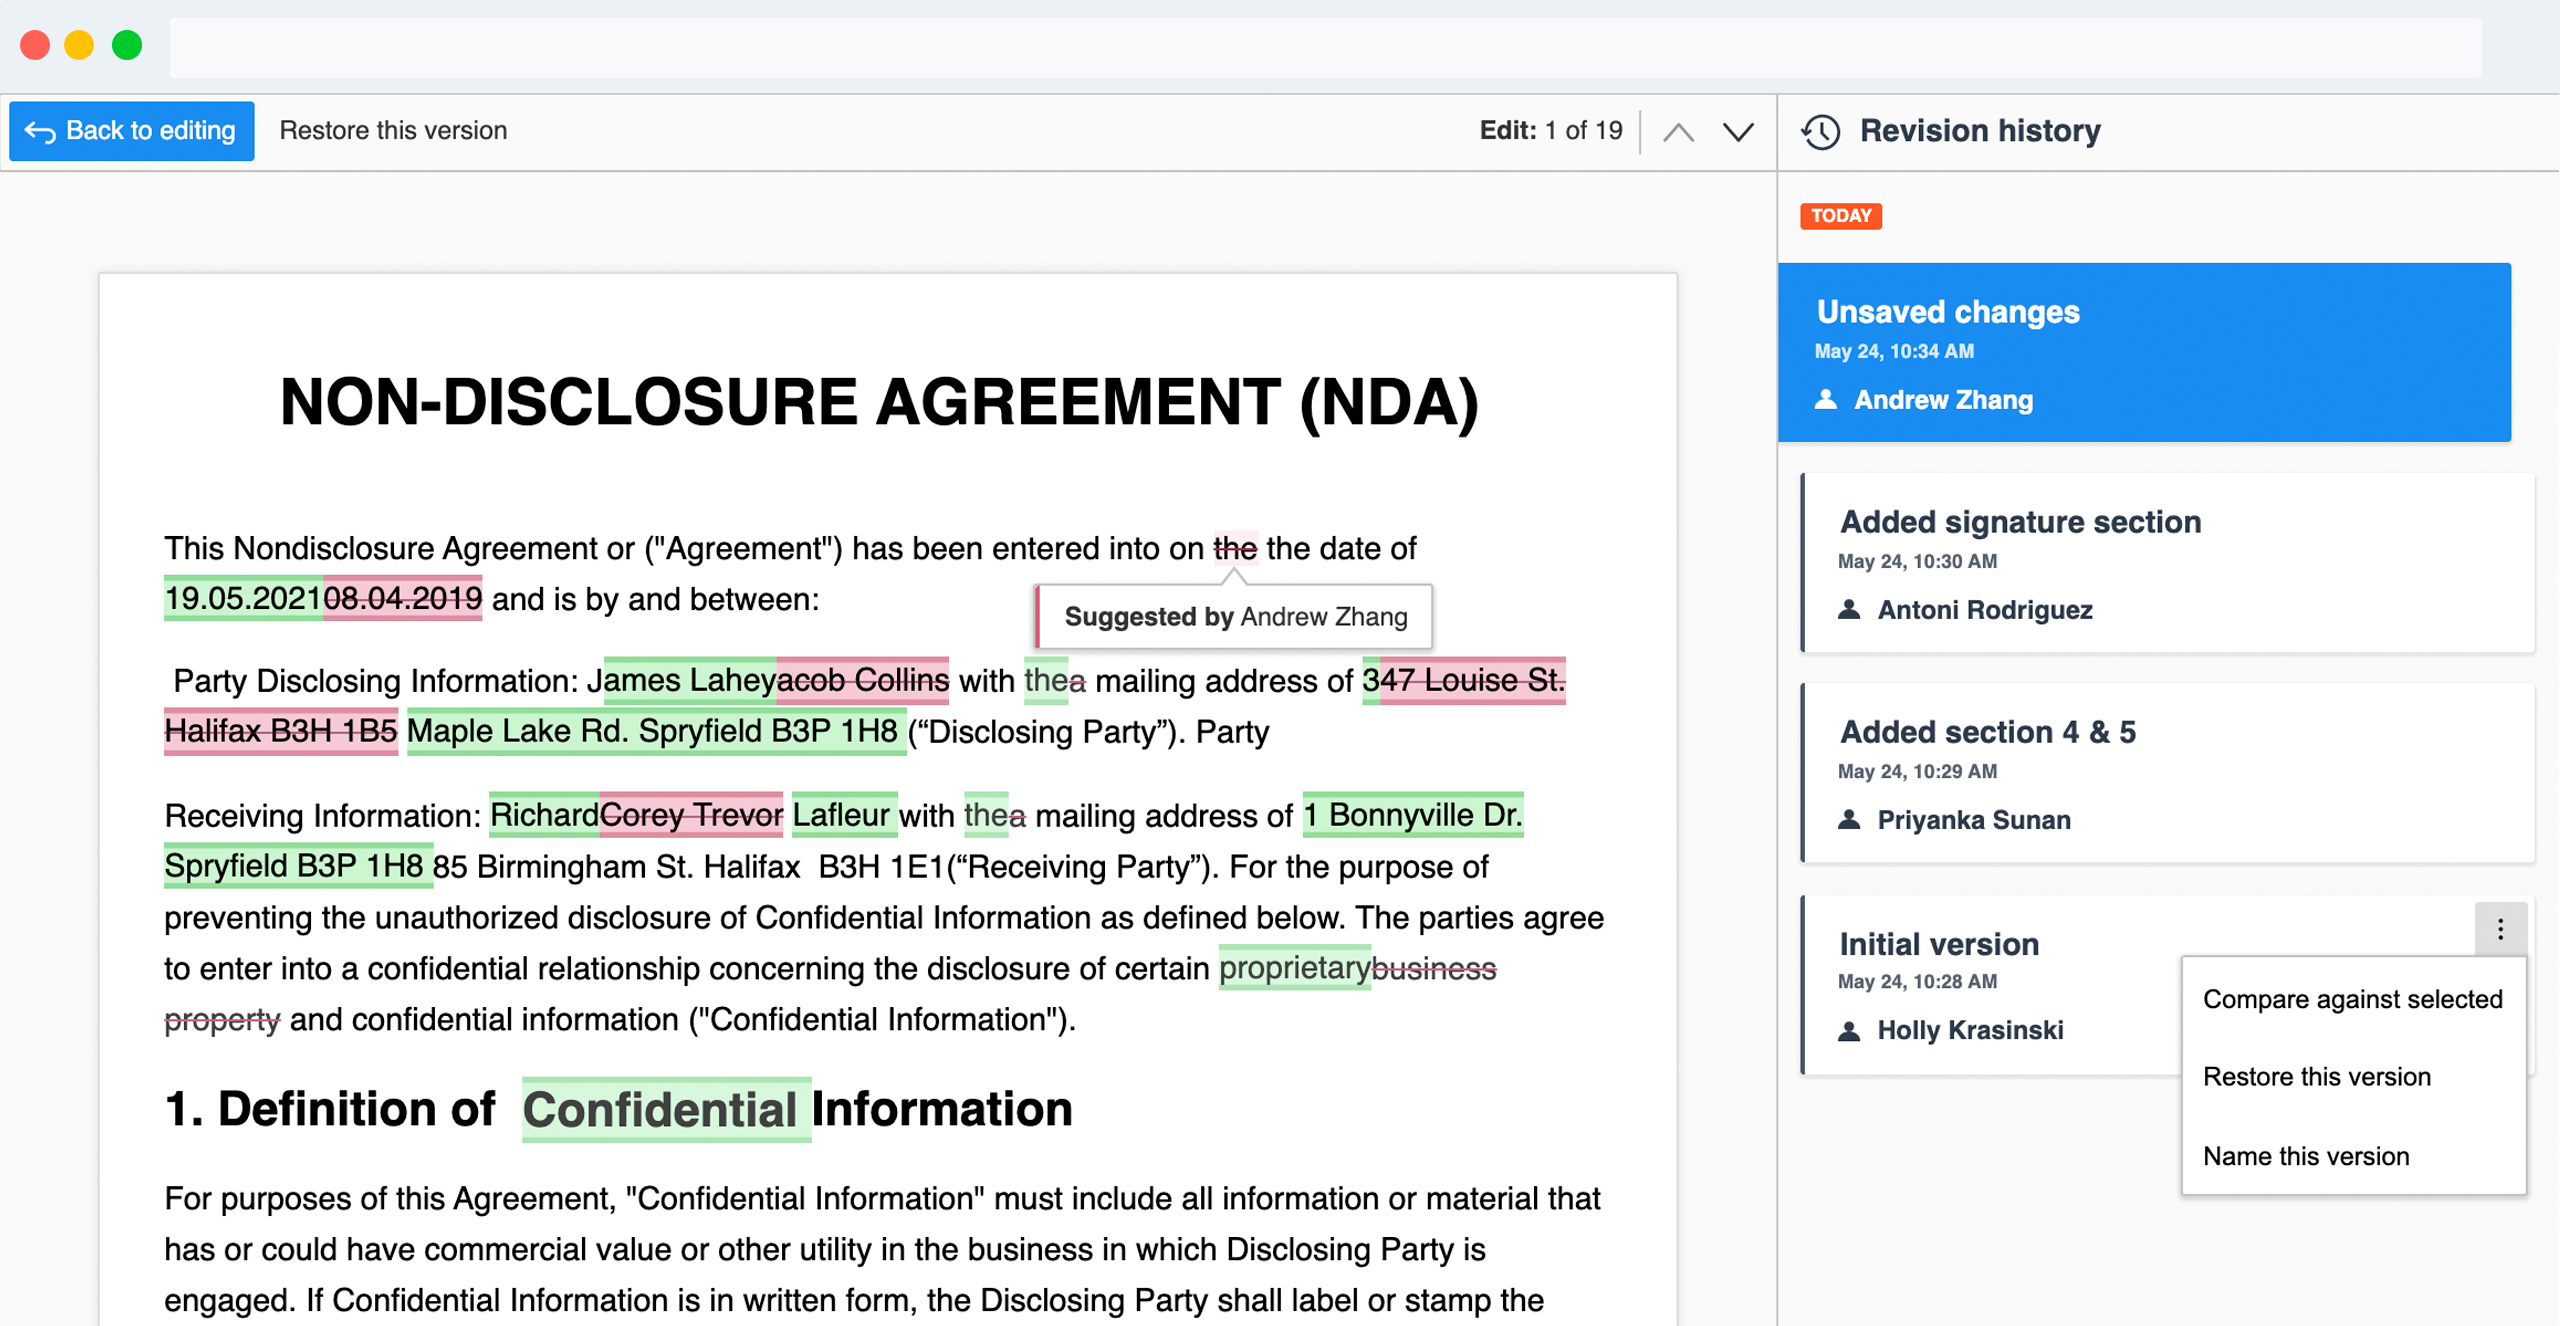 Back to editing
Restore this version
Edit: 1 of 19
NON-DISCLOSURE AGREEMENT (NDA)
This Nondisclosure Agreement or ("Agreement") has been entered into on the the date of
19.05.202108.04.2019 and is by and between:
Suggested by Andrew Zhang
Party Disclosing Information: James Laheyacob Collins with thea mailing address of 347 Louise St.
Halifax B3H 1B5 Maple Lake Rd. Spryfield B3P 1H8 (“Disclosing Party”). Party
Receiving Information: RichardCorey Trevor Lafleur with thea mailing address of 1 Bonnyville Dr.
Spryfield B3P 1H8 85 Birmingham St. Halifax  B3H 1E1(“Receiving Party”). For the purpose of
preventing the unauthorized disclosure of Confidential Information as defined below. The parties agree
to enter into a confidential relationship concerning the disclosure of certain proprietarybusiness
property and confidential information ("Confidential Information").
1. Definition of Confidential Information
For purposes of this Agreement, "Confidential Information" must include all information or material that
has or could have commercial value or other utility in the business in which Disclosing Party is
engaged. If Confidential Information is in written form, the Disclosing Party shall label or stamp the
Revision history
TODAY
Unsaved changes
May 24, 10:34 AM
Andrew Zhang
Added signature section
May 24, 10:30 AM
Antoni Rodriguez
Added section 4 & 5
May 24, 10:29 AM
Priyanka Sunan
Initial version
May 24, 10:28 AM
Holly Krasinski
Compare against selected
Restore this version
Name this version